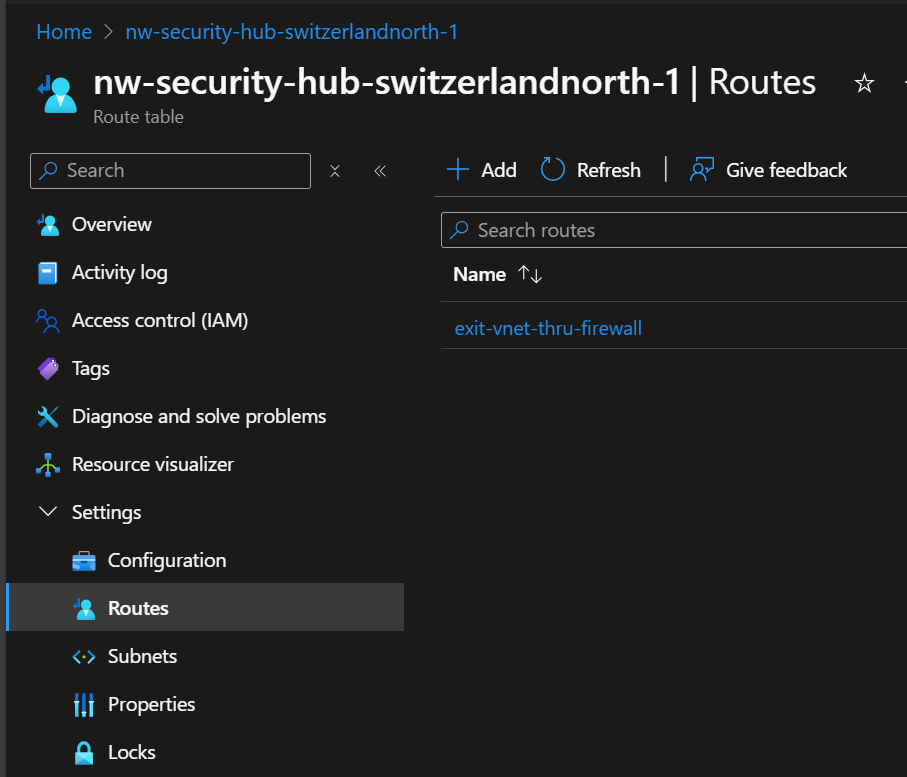 Home > nw-security-hub-switzerlandnorth-1
nw-security-hub-switzerlandnorth-1 | Routes
Route table
Search
Add
Refresh
Give feedback
Overview
Activity log
Access control (IAM)
Tags
Diagnose and solve problems
Resource visualizer
Settings
Configuration
Routes
Subnets
Properties
Locks
Search routes
Name
exit-vnet-thru-firewall